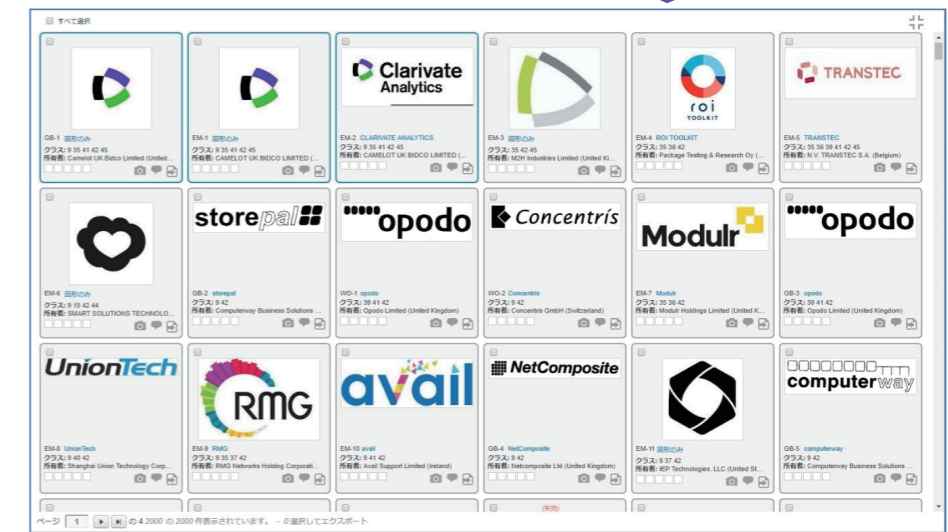 すべて選択
Clarivate
Analytics
roi
TOOLKIT
TRANSTEC
GB-1 図形のみ
クラス: 9 35 41 42 45
所有者: Camelot UK Bidco Limited (United...
EM-1 図形のみ
クラス: 9 35 41 42 45
所有者: CAMELOT UK BIDCO LIMITED (...
EM-2 CLARIVATE ANALYTICS
クラス: 9 35 41 42 45
所有者: CAMELOT UK BIDCO LIMITED (...
EM-3 図形のみ
クラス: 35 42 45
所有者: M2H Industries Limited (United Ki...
EM-4 ROI TOOLKIT
クラス: 35 36 42
所有者: Package Testing & Research Oy (...
EM-5 TRANSTEC
クラス: 35 36 39 41 42 45
所有者: N.V. TRANSTEC S.A. (Belgium)
storepal
opodo
Concentrís
Modulr
opodo
EM-6 図形のみ
クラス: 9 10 42 44
所有者: SMART SOLUTIONS TECHNOLO...
GB-2 storepal
クラス: 9 42
所有者: Computerway Business Solutions ...
WO-1 opodo
クラス: 39 41 42
所有者: Opodo Limited (United Kingdom)
WO-2 Concentris
クラス: 9 42
所有者: Concentris GmbH (Switzerland)
EM-7 Modulr
クラス: 35 36 42
所有者: Modulr Holdings Limited (United K...
GB-3 opodo
クラス: 39 41 42
所有者: Opodo Limited (United Kingdom)
UnionTech
RMG
avail
NetComposite
computerway
EM-8 UnionTech
クラス: 9 40 42
所有者: Shanghai Union Technology Corp...
EM-9 RMG
クラス: 9 35 37 42
所有者: RMG Networks Holding Corporati...
EM-10 avail
クラス: 9 41 42
所有者: Avail Support Limited (Ireland)
GB-4 NetComposite
クラス: 9 42
所有者: Netcomposite Ltd (United Kingdom)
EM-11 図形のみ
クラス: 9 37 42
所有者: IEP Technologies, LLC (United St...
GB-5 computerway
クラス: 9 42
所有者: Computerway Business Solutions ...
(失効)
ページ 1 の 4 2000 の 2000 件表示されています。 - 0 選択してエクスポート